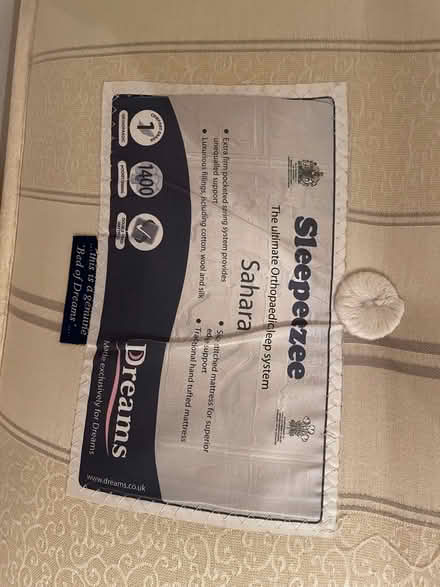 Sleepeezee
The ultimate Orthopaedic sleep system
Sahara
Extra firm pocketed spring system provides
unequalled support
Luxurious fillings, including cotton, wool and silk
Side stitched mattress for superior
edge support
Traditional hand tufted mattress
1
1400
Dreams
Made exclusively for Dreams
www.dreams.co.uk
"...this is a genuine
'Bed of Dreams'...